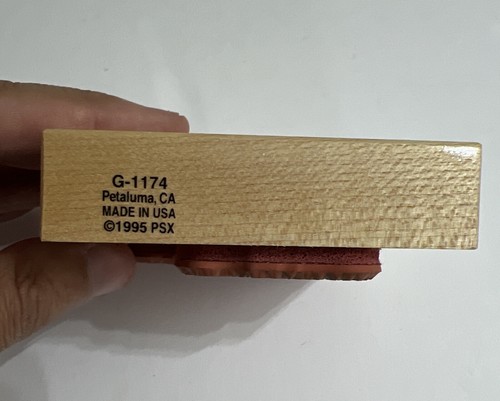 G-1174
Petaluma, CA
MADE IN USA
©1995 PSX